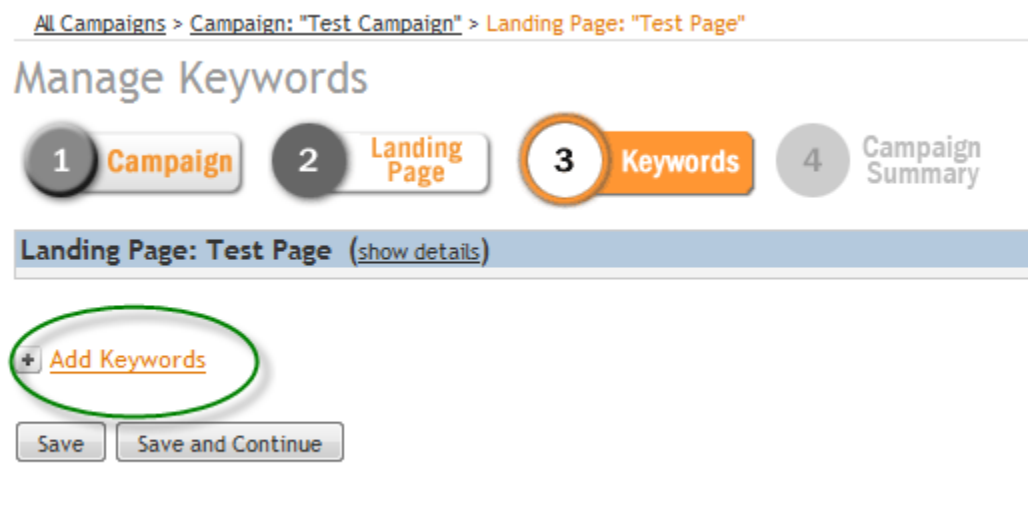 All Campaigns > Campaign: "Test Campaign" > Landing Page: "Test Page"
Manage Keywords
1 Campaign 2 Landing Page 3 Keywords 4 Campaign Summary
Landing Page: Test Page (show details)
+ Add Keywords
Save Save and Continue